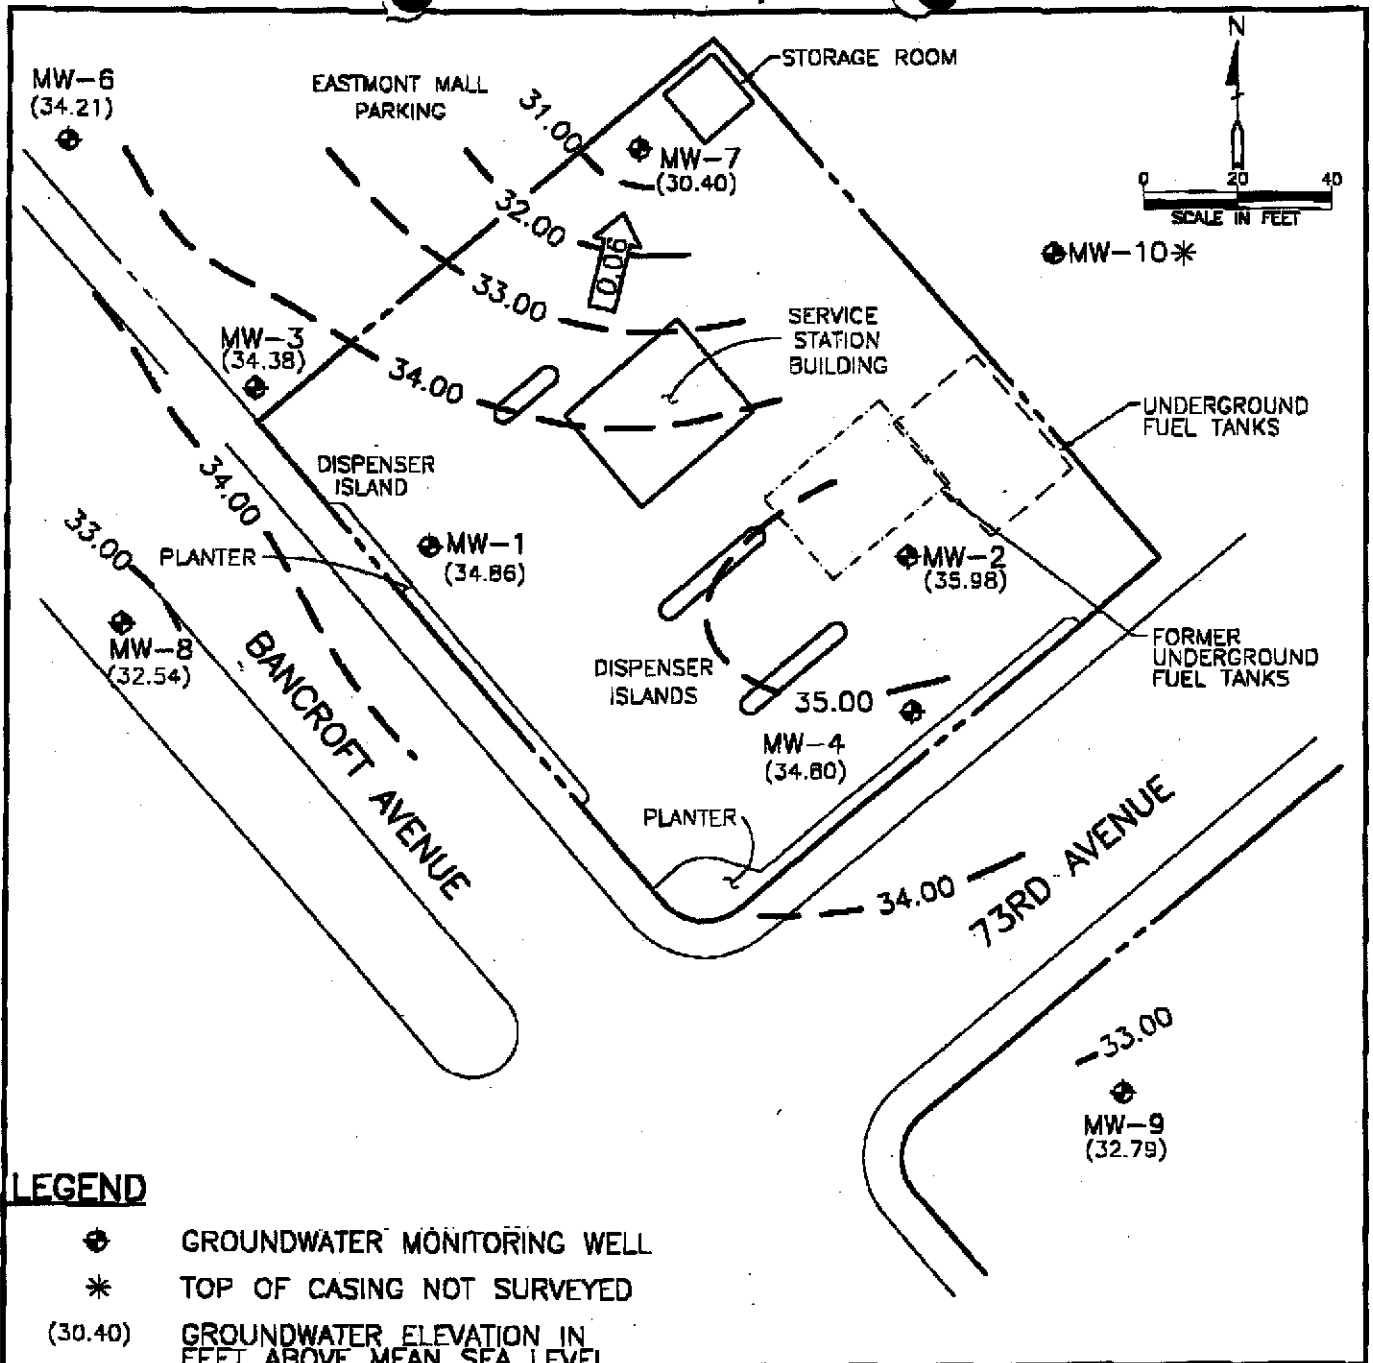 N
STORAGE ROOM
MW-6
(34.21)
EASTMONT MALL
PARKING
31.00
MW-7
(30.40)
0 20 40
SCALE IN FEET
32.00
0.06
MW-10*
33.00
SERVICE
STATION
BUILDING
MW-3
(34.38)
34.00
UNDERGROUND
FUEL TANKS
DISPENSER
ISLAND
34.00
33.00
PLANTER
MW-1
(34.86)
MW-2
(35.98)
MW-8
(32.54)
BANCROFT AVENUE
DISPENSER
ISLANDS
FORMER
UNDERGROUND
FUEL TANKS
35.00
MW-4
(34.80)
PLANTER
34.00
73RD AVENUE
33.00
MW-9
(32.79)
LEGEND
GROUNDWATER MONITORING WELL
* TOP OF CASING NOT SURVEYED
(30.40) GROUNDWATER ELEVATION IN
FEET ABOVE MEAN SEA LEVEL